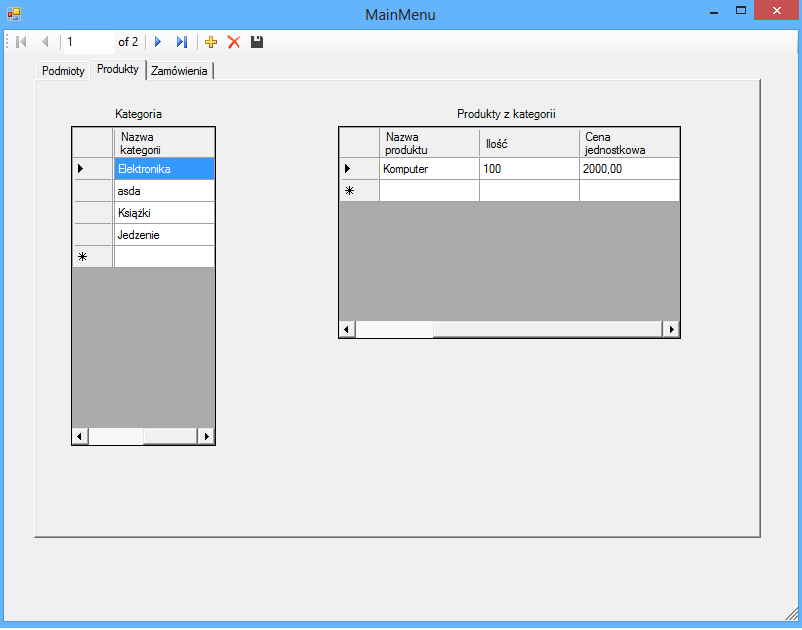 MainMenu
1 of 2
Podmioty Produkty Zamówienia
Kategoria
Nazwa
kategorii
Elektronika
asda
Książki
Jedzenie
Produkty z kategorii
Nazwa
produktu
Ilość
Cena
jednostkowa
Komputer 100 2000,00